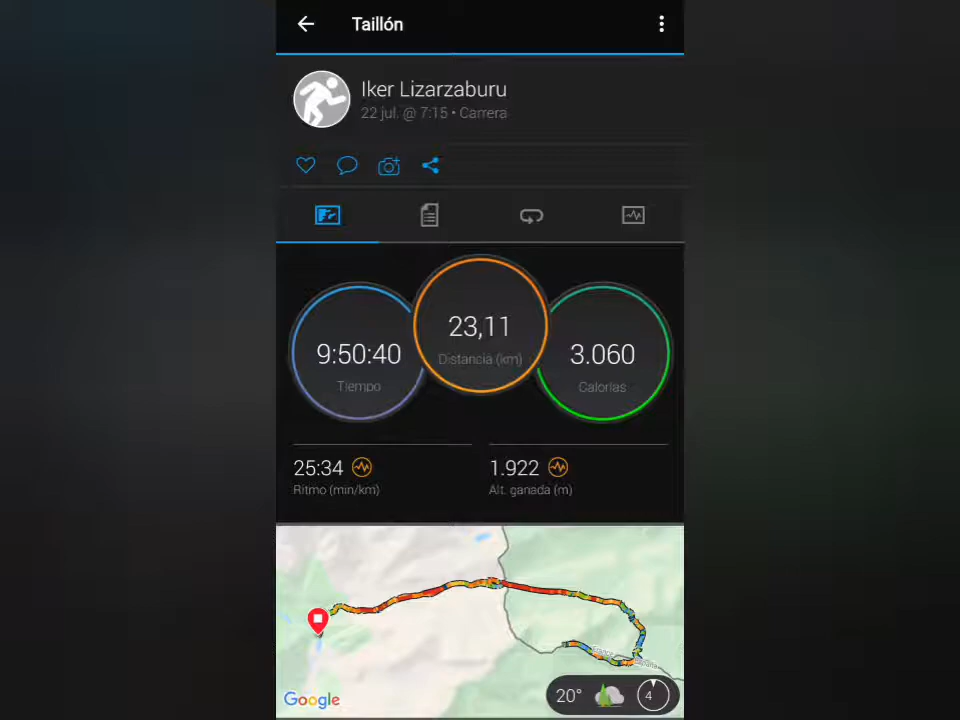 Taillón
Iker Lizarzaburu
22 jul. @ 7:15 • Carrera
9:50:40
Tiempo
23,11
Distancia (km)
3.060
Calorías
25:34
Ritmo (min/km)
1.922
Alt. ganada (m)
Google
20°
4